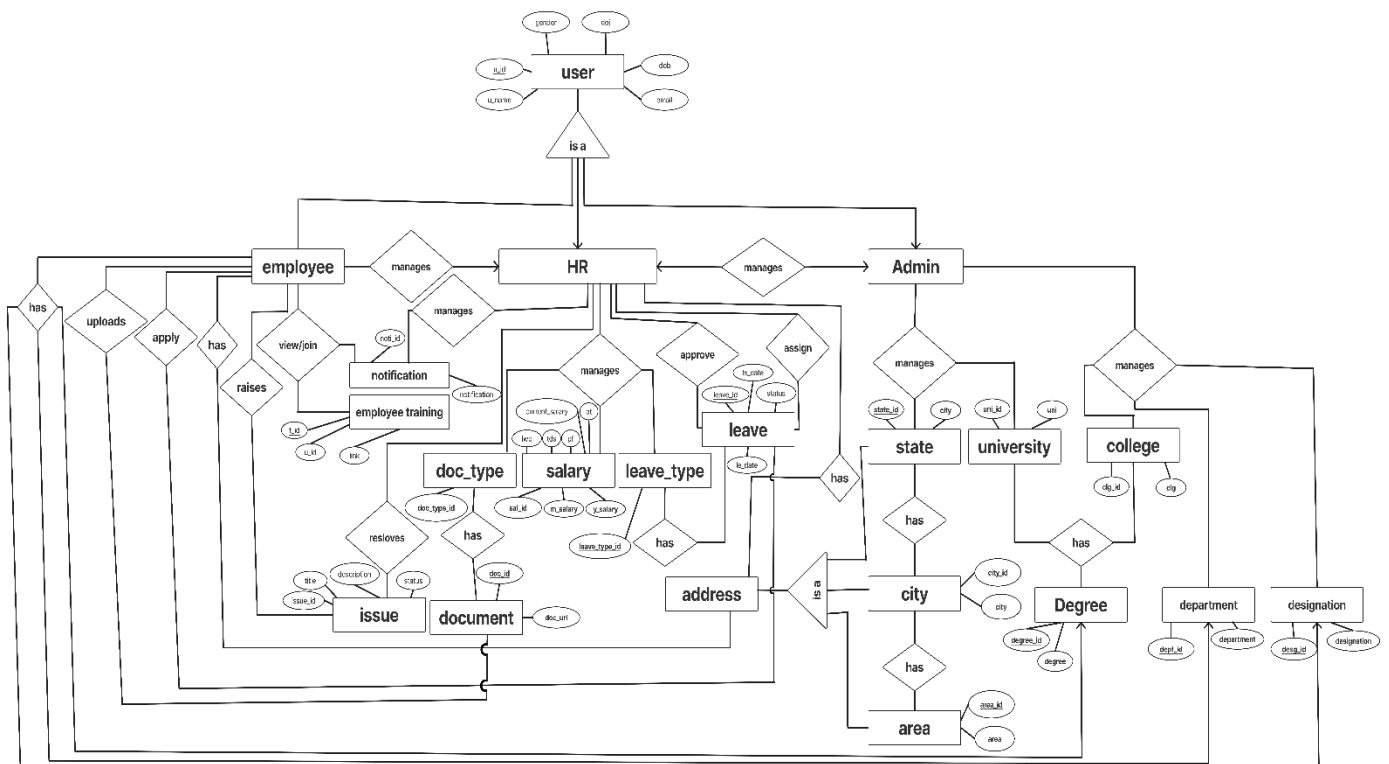 gender
doj
user
u_id
dob
u_name
email
is a
employee
manages
HR
manages
Admin
has
uploads
apply
has
view/join
manages
noti_id
notification
notification
raises
employee training
t_id
u_id
link
approve
assign
manages
le_date
leave_id
status
leave
le_date
manages
manages
current_salary
tds
pf
doc_type
salary
leave_type
doc_type_id
sal_id
m_salary
y_salary
leave_type_id
has
has
has
resloves
state_id
city
uni_id
uni
state
university
college
clg_id
clg
has
has
title
description
status
issue_id
issue
doc_id
document
doc_url
address
is a
city
city_id
city
Degree
degree_id
degree
department
dept_id
department
designation
desg_id
designation
has
area
area_id
area